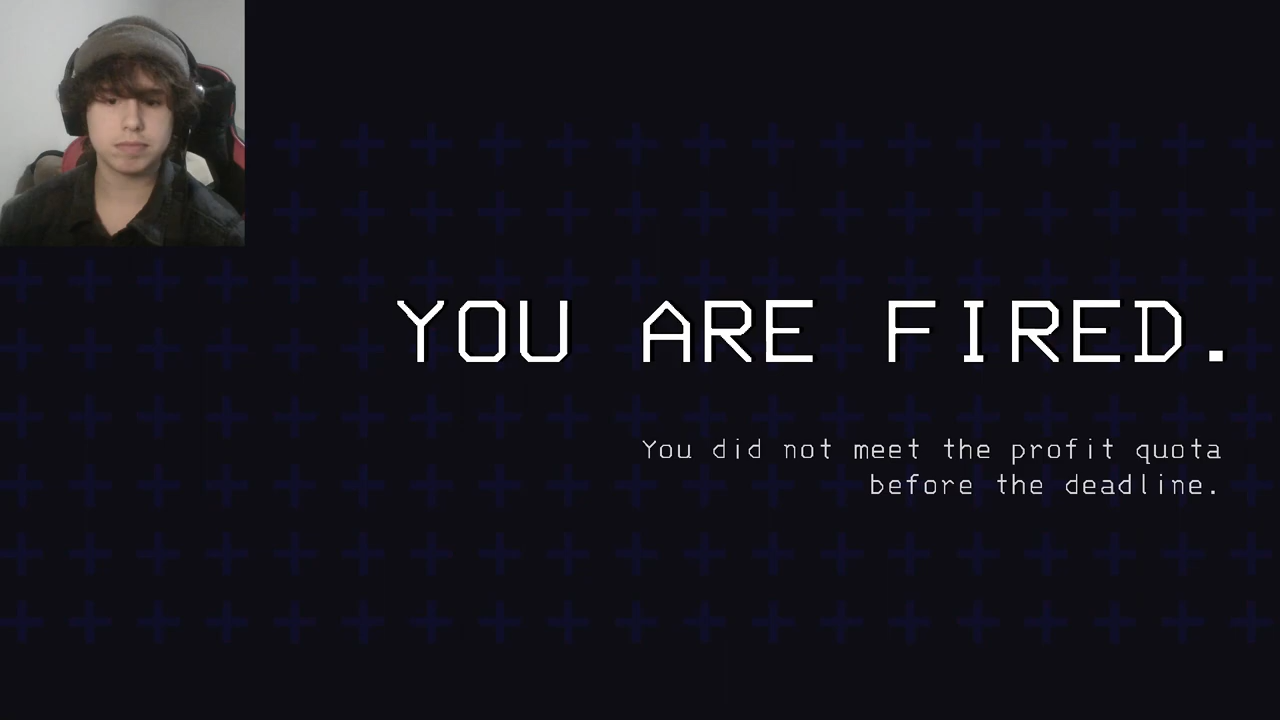 YOU ARE FIRED.
You did not meet the profit quota
before the deadline.